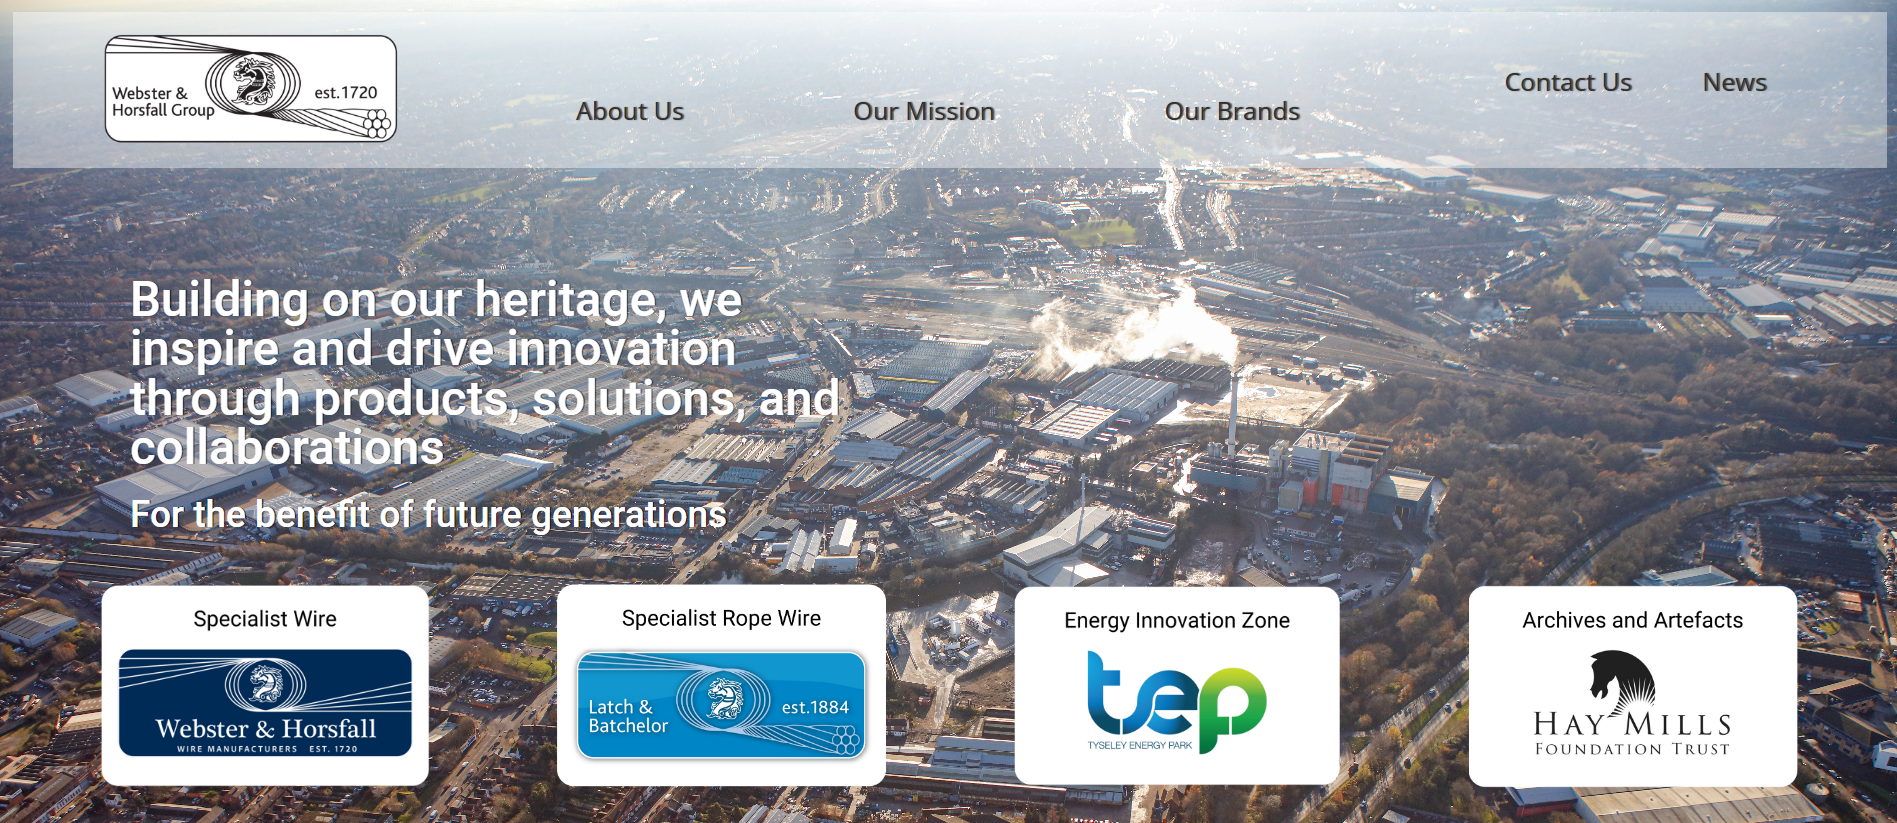 Webster &
Horsfall Group
est.1720
About Us
Our Mission
Our Brands
Contact Us
News
Building on our heritage, we
inspire and drive innovation
through products, solutions, and
collaborations
For the benefit of future generations
Specialist Wire
Webster & Horsfall
WIRE MANUFACTURERS EST. 1720
Specialist Rope Wire
Latch &
Batchelor
est.1884
Energy Innovation Zone
tep
TYSELEY ENERGY PARK
Archives and Artefacts
HAY MILLS
FOUNDATION TRUST